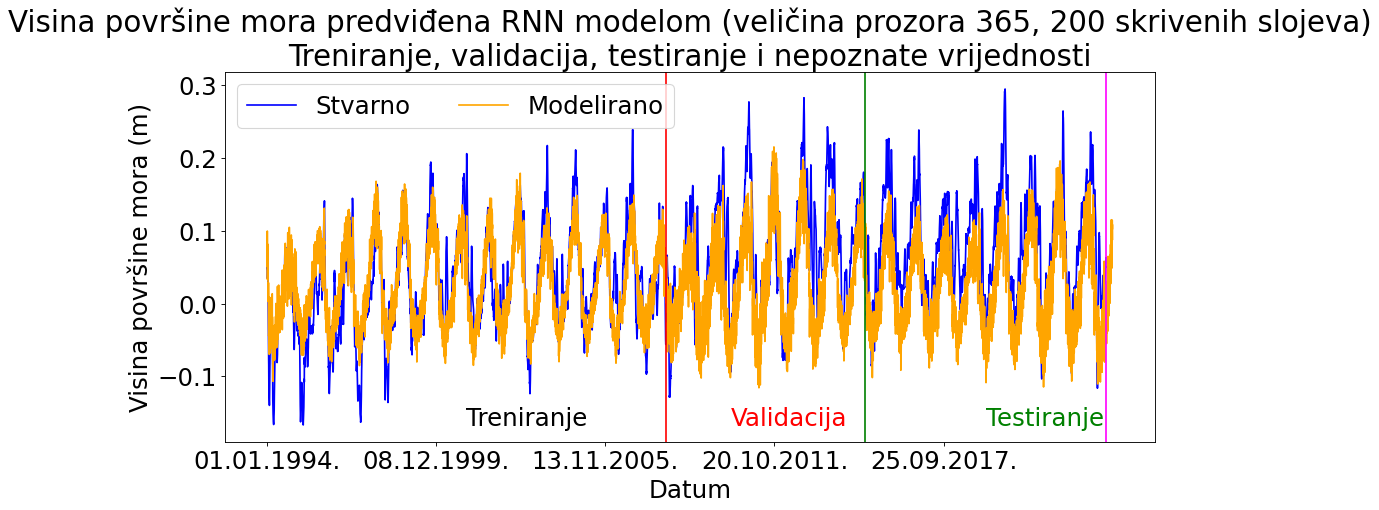 Visina površine mora predviđena RNN modelom (veličina prozora 365, 200 skrivenih slojeva)
Treniranje, validacija, testiranje i nepoznate vrijednosti
Stvarno Modelirano
Visina površine mora (m)
0.3
0.2
0.1
0.0
−0.1
Treniranje Validacija Testiranje
01.01.1994. 08.12.1999. 13.11.2005. 20.10.2011. 25.09.2017.
Datum